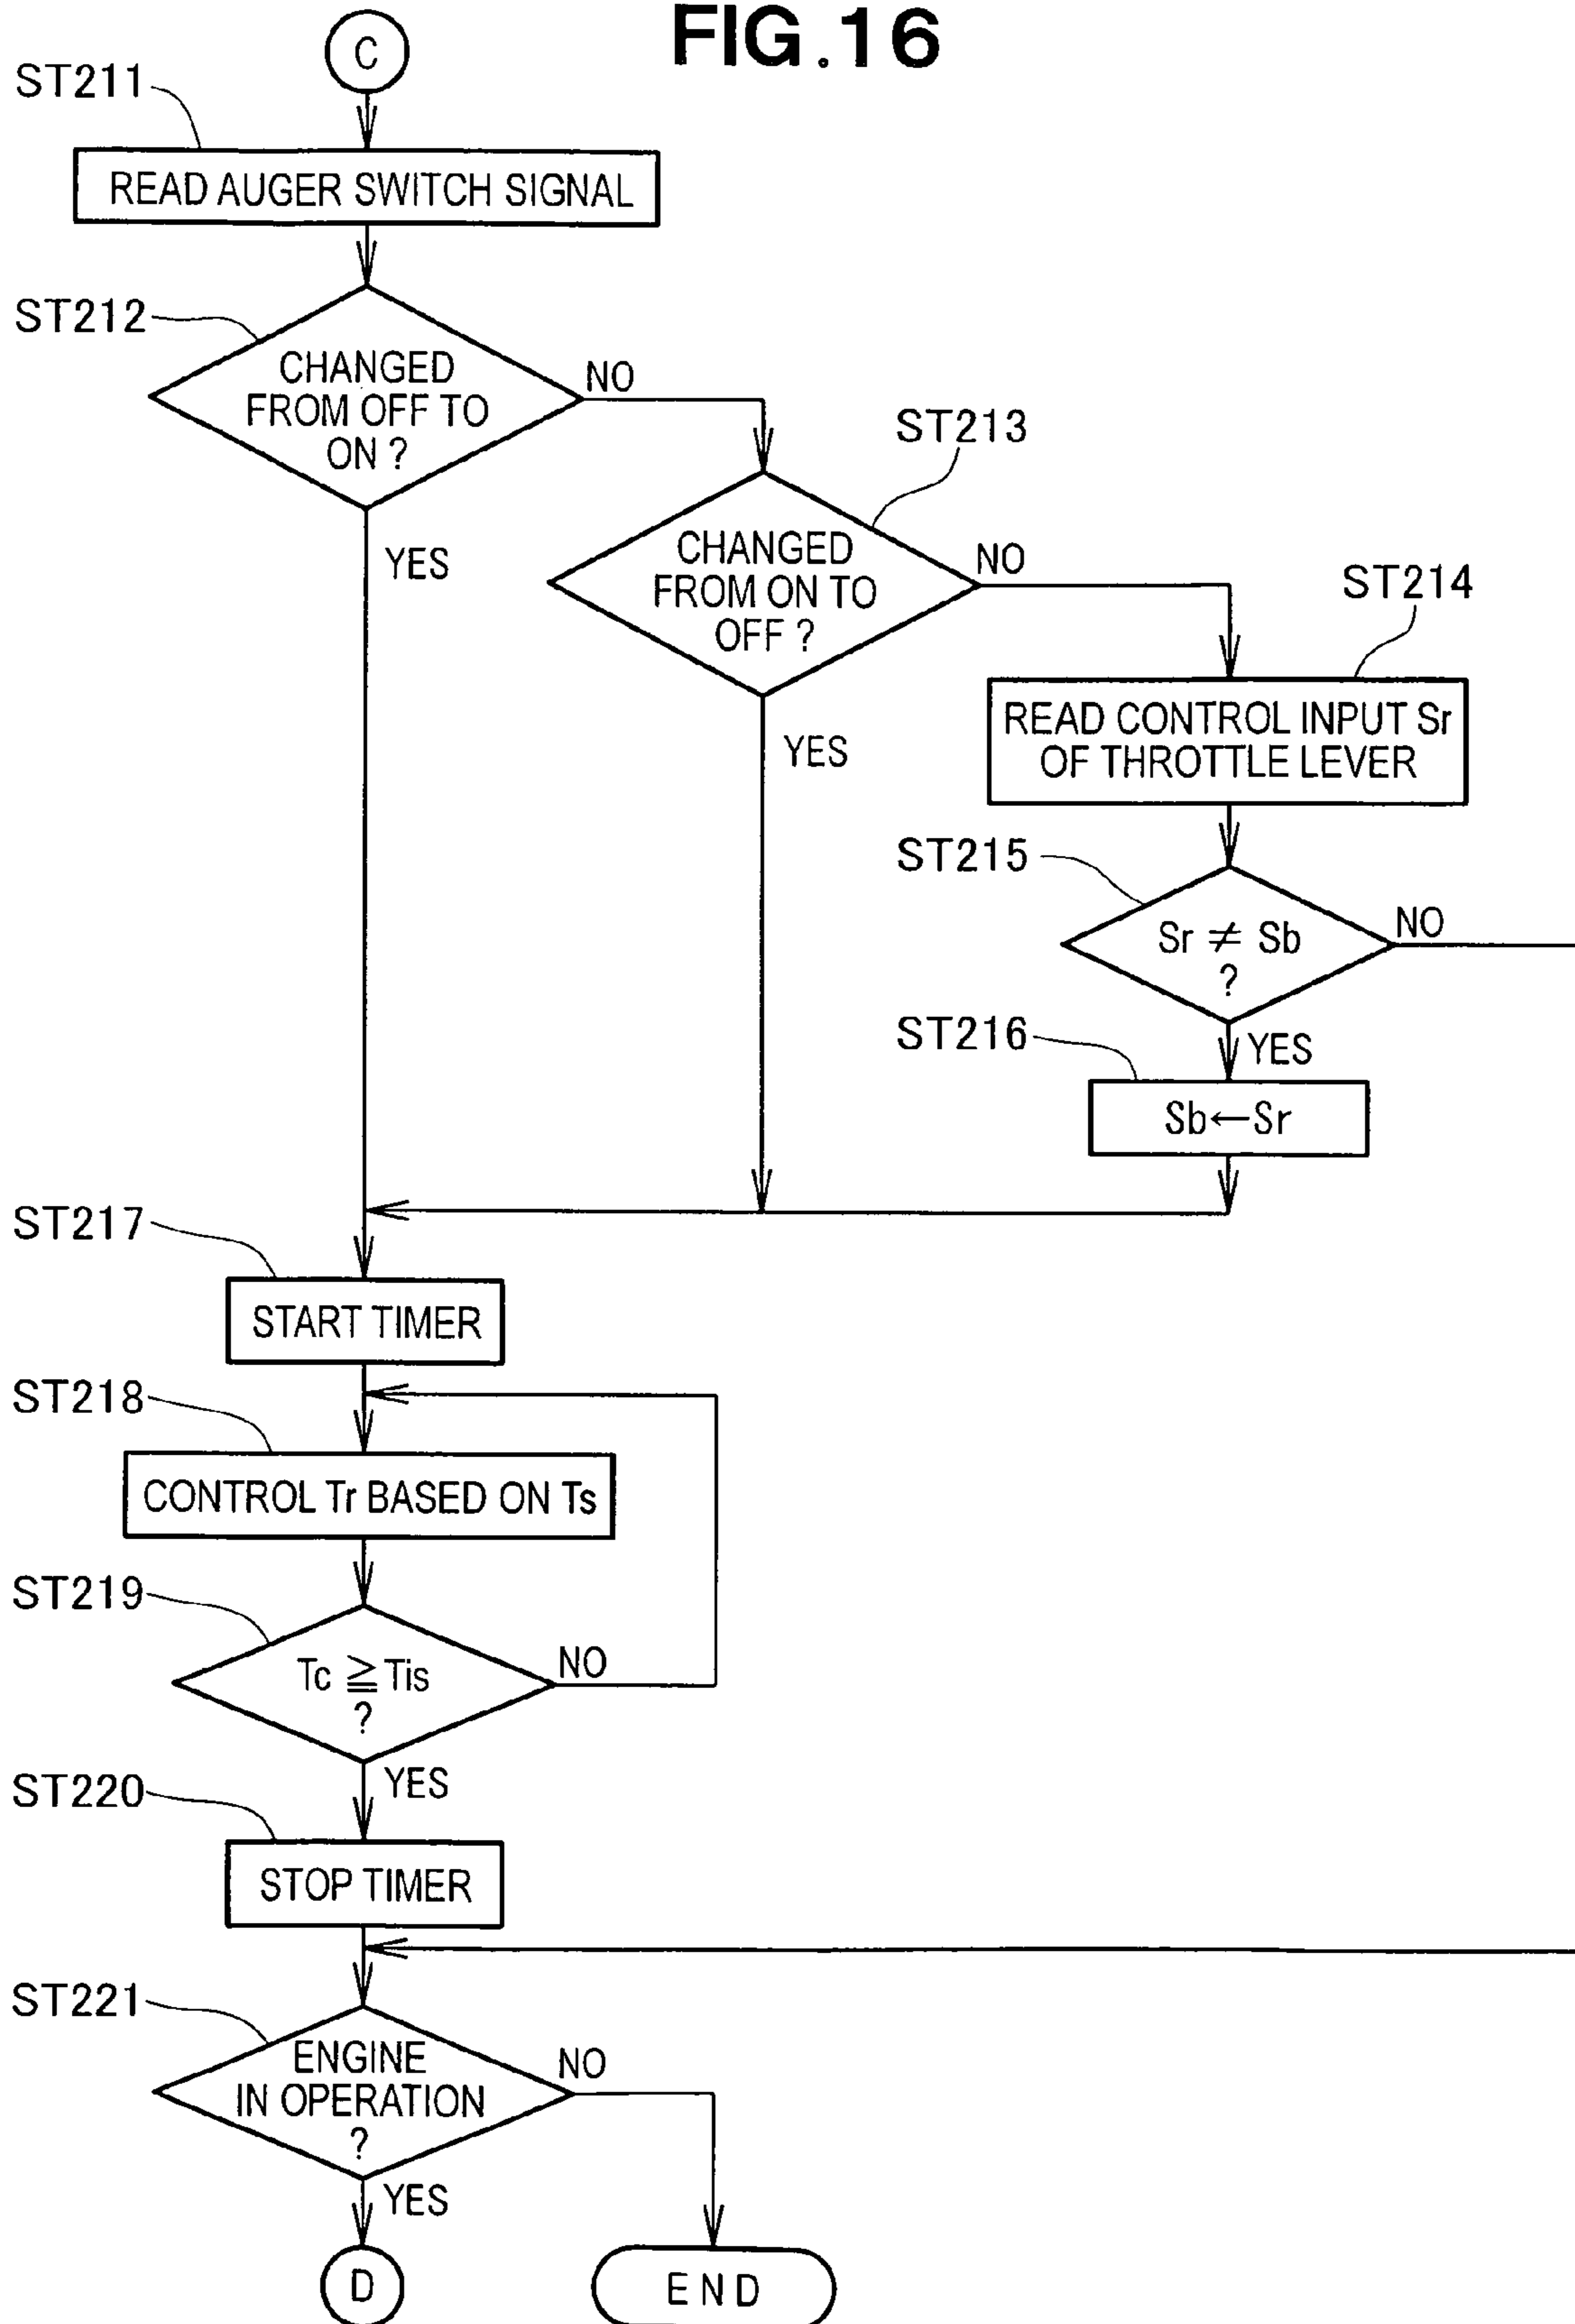 FIG.16
C
ST211
READ AUGER SWITCH SIGNAL
ST212
CHANGED
FROM OFF TO
ON ?
NO
YES
ST213
CHANGED
FROM ON TO
OFF ?
NO
YES
ST214
READ CONTROL INPUT Sr
OF THROTTLE LEVER
ST215
Sr ≠ Sb
?
NO
YES
ST216
Sb←Sr
ST217
START TIMER
ST218
CONTROL Tr BASED ON Ts
ST219
Tc ≧ Tis
?
NO
YES
ST220
STOP TIMER
ST221
ENGINE
IN OPERATION
?
NO
YES
D
END